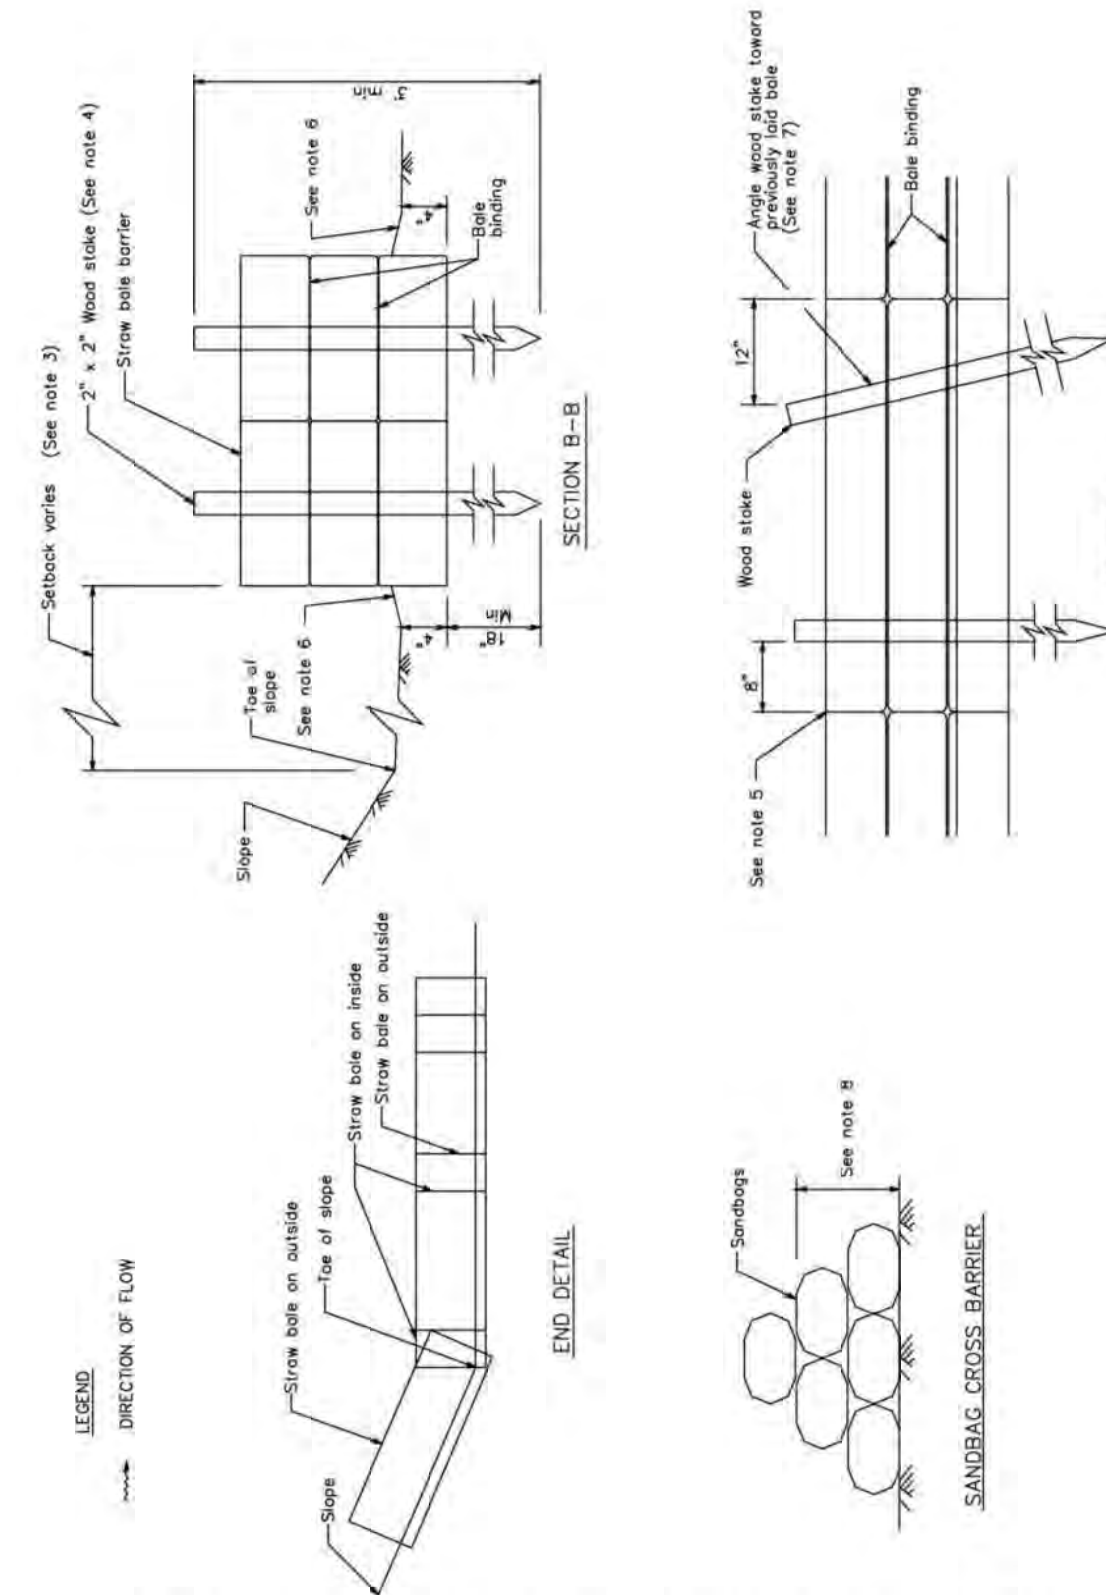 LEGEND
DIRECTION OF FLOW
Slope
Straw bale on outside
Toe of slope
Straw bale on inside
Straw bale on outside
END DETAIL
Setback varies (See note 3)
2" x 2" Wood stake (See note 4)
Straw bale barrier
Slope
Toe of
slope
See note 6
4"
18"
Min
3' min
See note 6
4"
Bale
binding
SECTION B-B
Sandbags
See note 8
SANDBAG CROSS BARRIER
See note 5
8"
Wood stake
12"
Angle wood stake toward
previously laid bale
(See note 7)
Bale binding